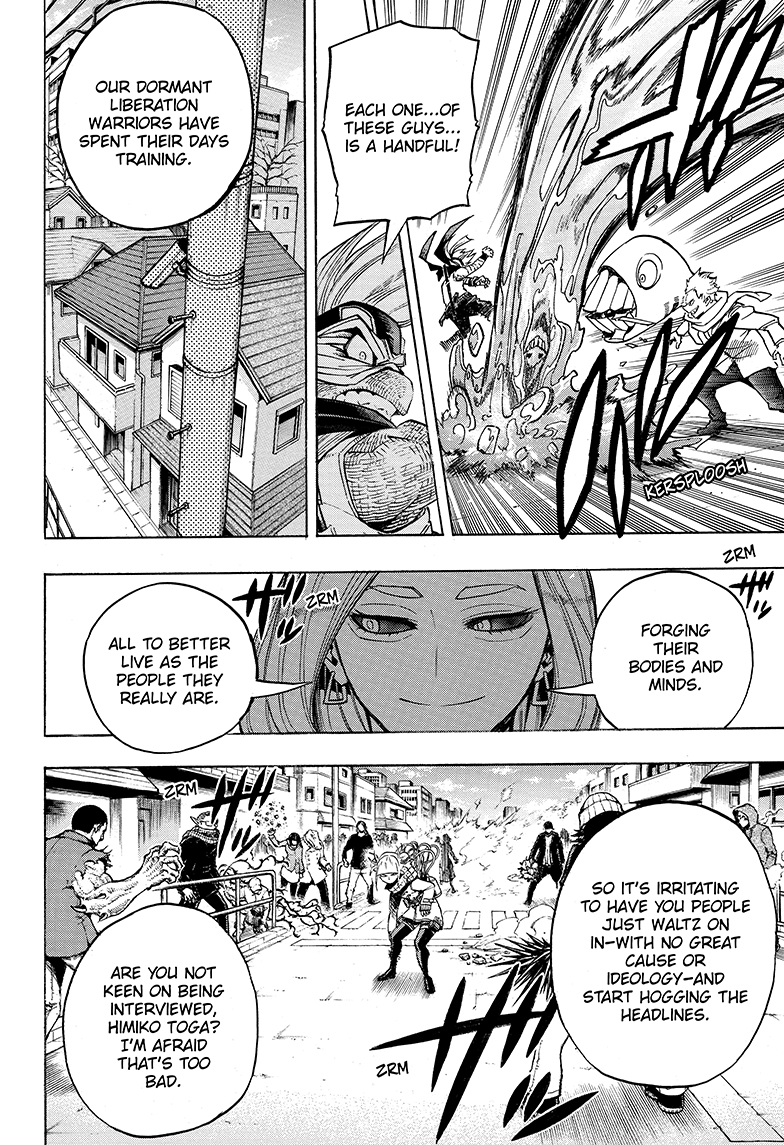 EACH ONE...OF
THESE GUYS...
IS A HANDFUL!
KERSPLOOSH
OUR DORMANT
LIBERATION
WARRIORS HAVE
SPENT THEIR DAYS
TRAINING.
ZRM
FORGING
THEIR
BODIES AND
MINDS.
ZRM
ALL TO BETTER
LIVE AS THE
PEOPLE THEY
REALLY ARE.
ZRM
SO IT'S IRRITATING
TO HAVE YOU PEOPLE
JUST WALTZ ON
IN-WITH NO GREAT
CAUSE OR
IDEOLOGY-AND
START HOGGING THE
HEADLINES.
ARE YOU NOT
KEEN ON BEING
INTERVIEWED,
HIMIKO TOGA?
I'M AFRAID
THAT'S TOO
BAD.
ZRM